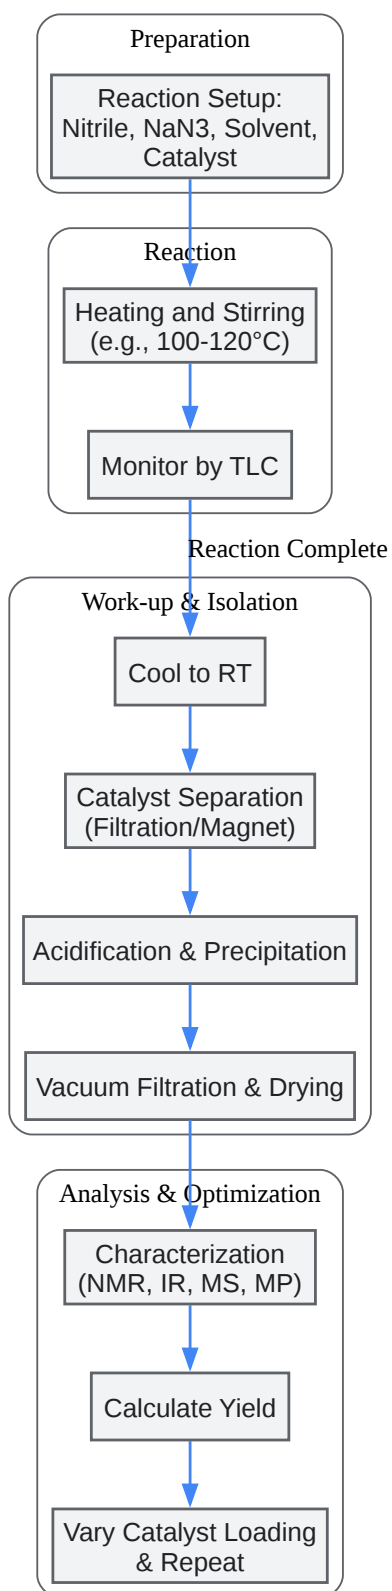 Preparation
Reaction Setup:
Nitrile, NaN3, Solvent,
Catalyst
Reaction
Heating and Stirring
(e.g., 100-120°C)
Monitor by TLC
Reaction Complete
Work-up & Isolation
Cool to RT
Catalyst Separation
(Filtration/Magnet)
Acidification & Precipitation
Vacuum Filtration & Drying
Analysis & Optimization
Characterization
(NMR, IR, MS, MP)
Calculate Yield
Vary Catalyst Loading
& Repeat